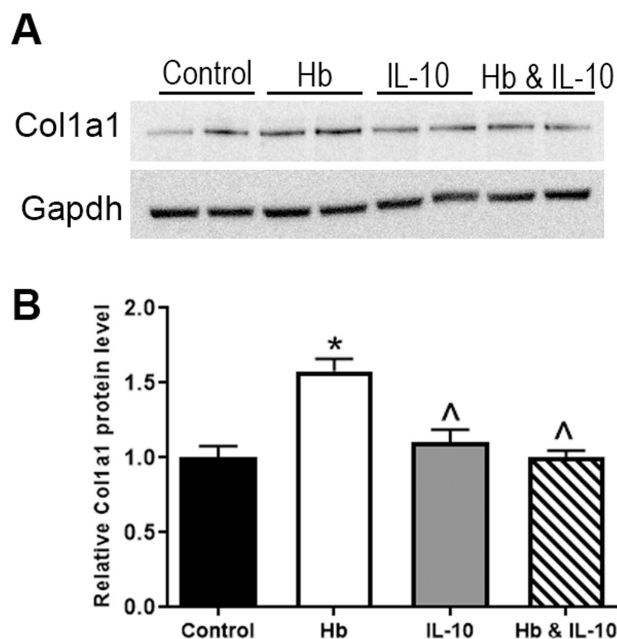 A
Control Hb IL-10 Hb & IL-10
Col1a1
Gapdh
B
Relative Col1a1 protein level
2.0
*
1.5
^ ^
1.0
0.5
0.0
Control Hb IL-10 Hb & IL-10